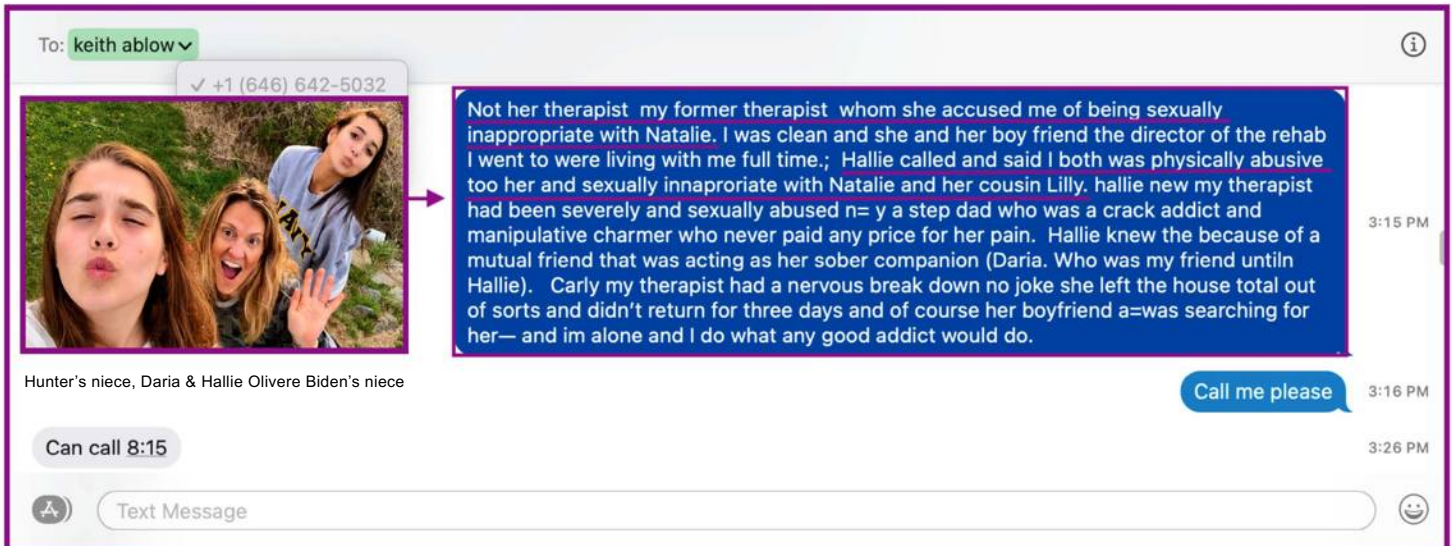 To: keith ablow
✓ +1 (646) 642-5032
Not her therapist my former therapist whom she accused me of being sexually
inappropriate with Natalie. I was clean and she and her boy friend the director of the rehab
I went to were living with me full time.; Hallie called and said I both was physically abusive
too her and sexually innaproriate with Natalie and her cousin Lilly. hallie new my therapist
had been severely and sexually abused n= y a step dad who was a crack addict and
manipulative charmer who never paid any price for her pain. Hallie knew the because of a
mutual friend that was acting as her sober companion (Daria. Who was my friend untiln
Hallie). Carly my therapist had a nervous break down no joke she left the house total out
of sorts and didn’t return for three days and of course her boyfriend a=was searching for
her— and im alone and I do what any good addict would do.
3:15 PM
NAVY
Hunter’s niece, Daria & Hallie Olivere Biden’s niece
Call me please
3:16 PM
Can call 8:15
3:26 PM
Text Message